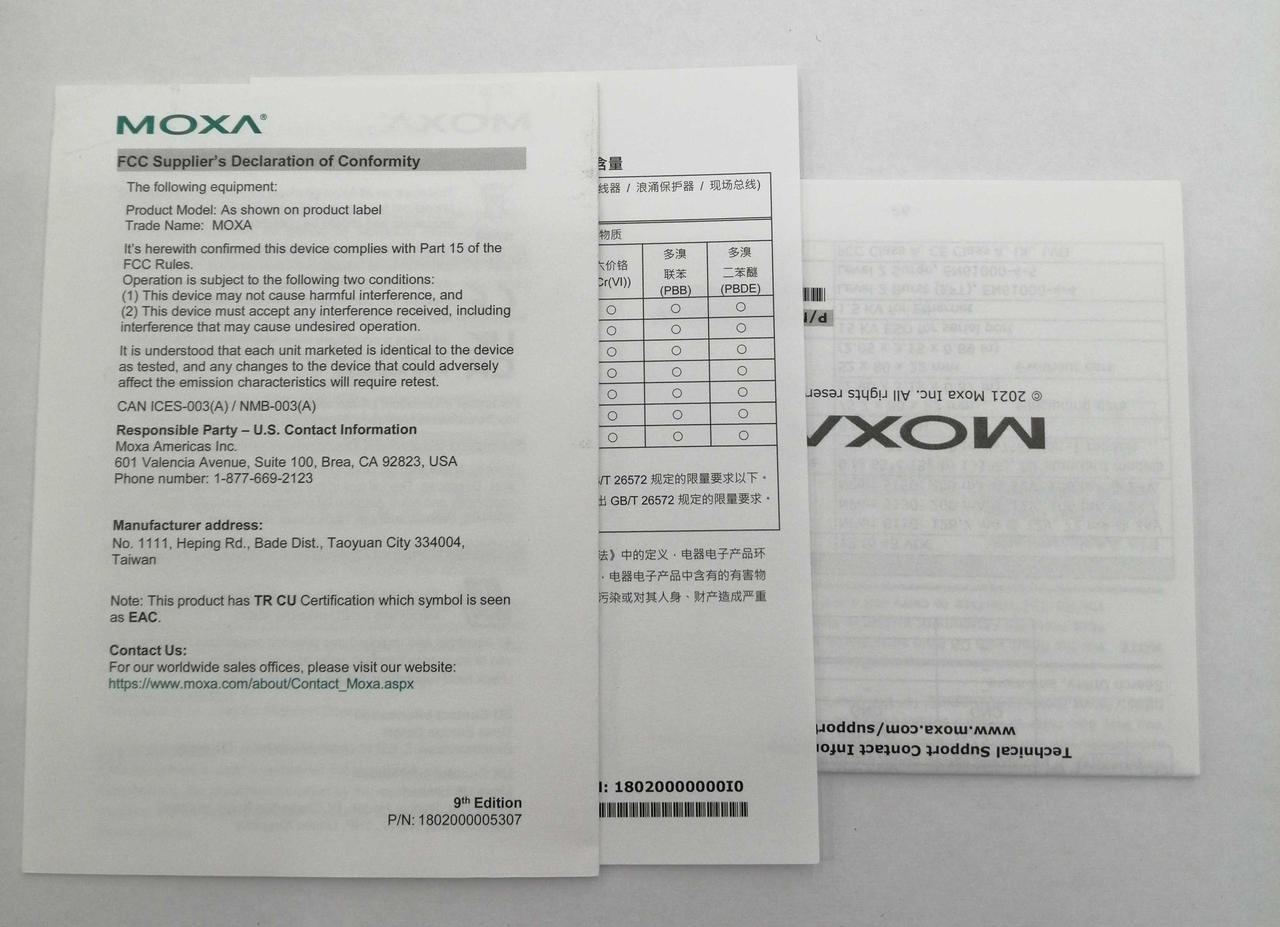 MOXA®
FCC Supplier's Declaration of Conformity
The following equipment:
Product Model: As shown on product label
Trade Name: MOXA
It's herewith confirmed this device complies with Part 15 of the
FCC Rules.
Operation is subject to the following two conditions:
(1) This device may not cause harmful interference, and
(2) This device must accept any interference received, including
interference that may cause undesired operation.
It is understood that each unit marketed is identical to the device
as tested, and any changes to the device that could adversely
affect the emission characteristics will require retest.
CAN ICES-003(A) / NMB-003(A)
Responsible Party – U.S. Contact Information
Moxa Americas Inc.
601 Valencia Avenue, Suite 100, Brea, CA 92823, USA
Phone number: 1-877-669-2123
Manufacturer address:
No. 1111, Heping Rd., Bade Dist., Taoyuan City 334004,
Taiwan
Note: This product has TR CU Certification which symbol is seen
as EAC.
Contact Us:
For our worldwide sales offices, please visit our website:
https://www.moxa.com/about/Contact_Moxa.aspx
9th Edition
P/N: 1802000005307
含量
线器 / 浪涌保护器 / 现场总线)
物质
六价铬
Cr(VI))
多溴
联苯
(PBB)
多溴
二苯醚
(PBDE)
○ ○ ○
○ ○ ○
○ ○ ○
○ ○ ○
○ ○ ○
○ ○ ○
○ ○ ○
/T 26572 规定的限量要求以下。
出 GB/T 26572 规定的限量要求。
法》中的定义，电器电子产品环
，电器电子产品中含有的有害物
污染或对其人身、财产造成严重
: 18020000000I0
Technical Support Contact Infor
www.moxa.com/support
MOXA
© 2021 Moxa Inc. All rights reser
P/N